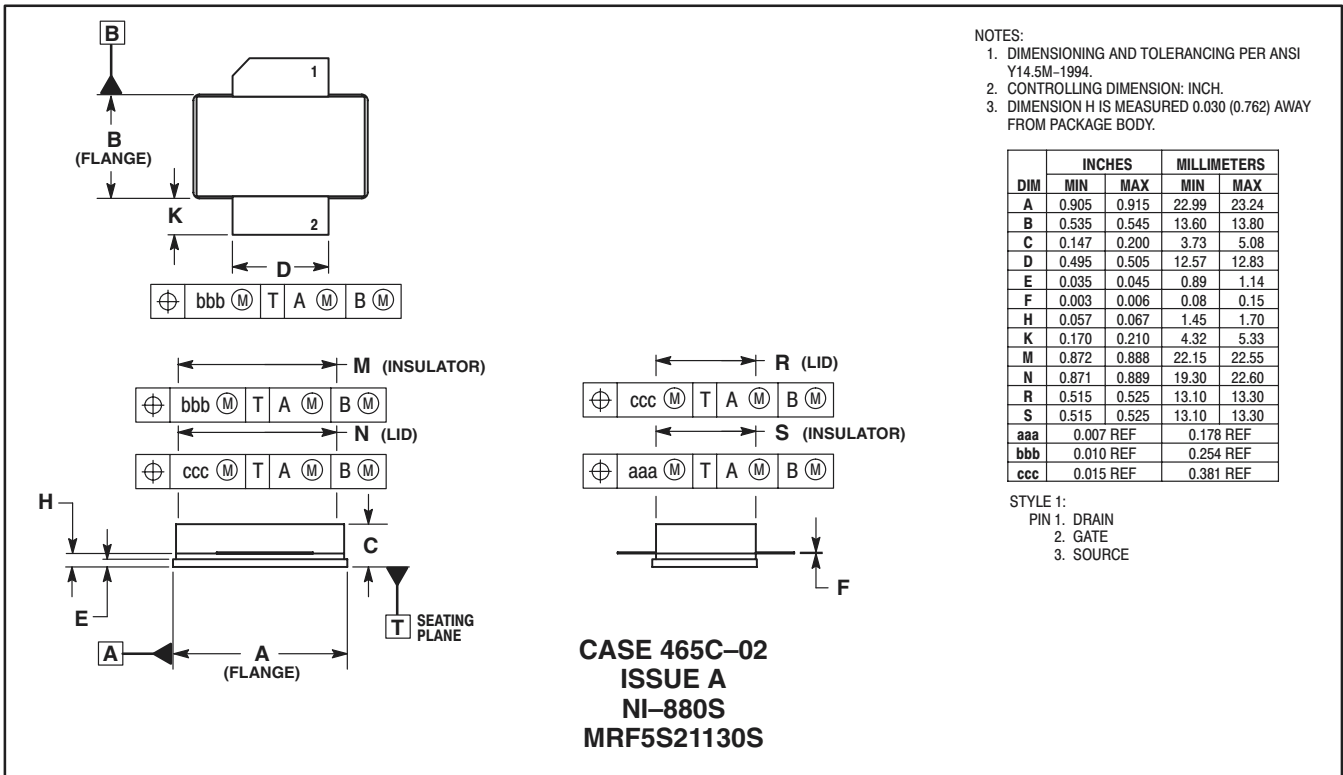 B
1
B
(FLANGE)
K
2
D
bbb Ⓜ T A Ⓜ B Ⓜ
M (INSULATOR)
bbb Ⓜ T A Ⓜ B Ⓜ
N (LID)
ccc Ⓜ T A Ⓜ B Ⓜ
H
C
E
T SEATING
PLANE
A
A
(FLANGE)
R (LID)
ccc Ⓜ T A Ⓜ B Ⓜ
S (INSULATOR)
aaa Ⓜ T A Ⓜ B Ⓜ
F
CASE 465C–02
ISSUE A
NI–880S
MRF5S21130S
NOTES:
1. DIMENSIONING AND TOLERANCING PER ANSI
Y14.5M–1994.
2. CONTROLLING DIMENSION: INCH.
3. DIMENSION H IS MEASURED 0.030 (0.762) AWAY
FROM PACKAGE BODY.
INCHES MILLIMETERS
DIM MIN MAX MIN MAX
A 0.905 0.915 22.99 23.24
B 0.535 0.545 13.60 13.80
C 0.147 0.200 3.73 5.08
D 0.495 0.505 12.57 12.83
E 0.035 0.045 0.89 1.14
F 0.003 0.006 0.08 0.15
H 0.057 0.067 1.45 1.70
K 0.170 0.210 4.32 5.33
M 0.872 0.888 22.15 22.55
N 0.871 0.889 19.30 22.60
R 0.515 0.525 13.10 13.30
S 0.515 0.525 13.10 13.30
aaa 0.007 REF 0.178 REF
bbb 0.010 REF 0.254 REF
ccc 0.015 REF 0.381 REF
STYLE 1:
PIN 1. DRAIN
2. GATE
3. SOURCE